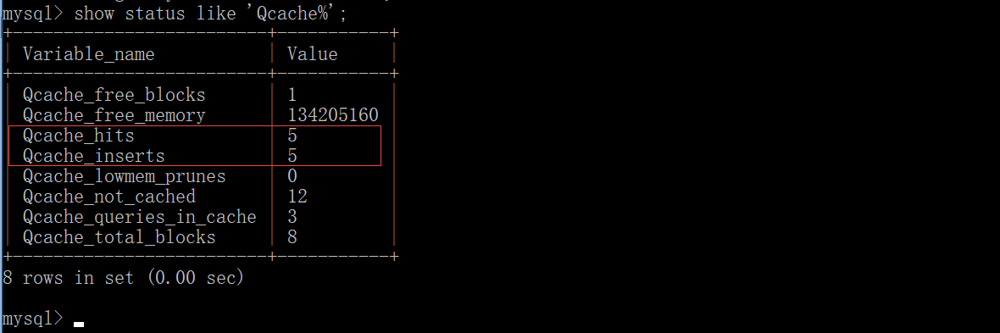 mysql> show status like 'Qcache%';
+-------------------------+-----------+
| Variable_name | Value |
+-------------------------+-----------+
| Qcache_free_blocks | 1 |
| Qcache_free_memory | 134205160 |
| Qcache_hits | 5 |
| Qcache_inserts | 5 |
| Qcache_lowmem_prunes | 0 |
| Qcache_not_cached | 12 |
| Qcache_queries_in_cache | 3 |
| Qcache_total_blocks | 8 |
+-------------------------+-----------+
8 rows in set (0.00 sec)
mysql>